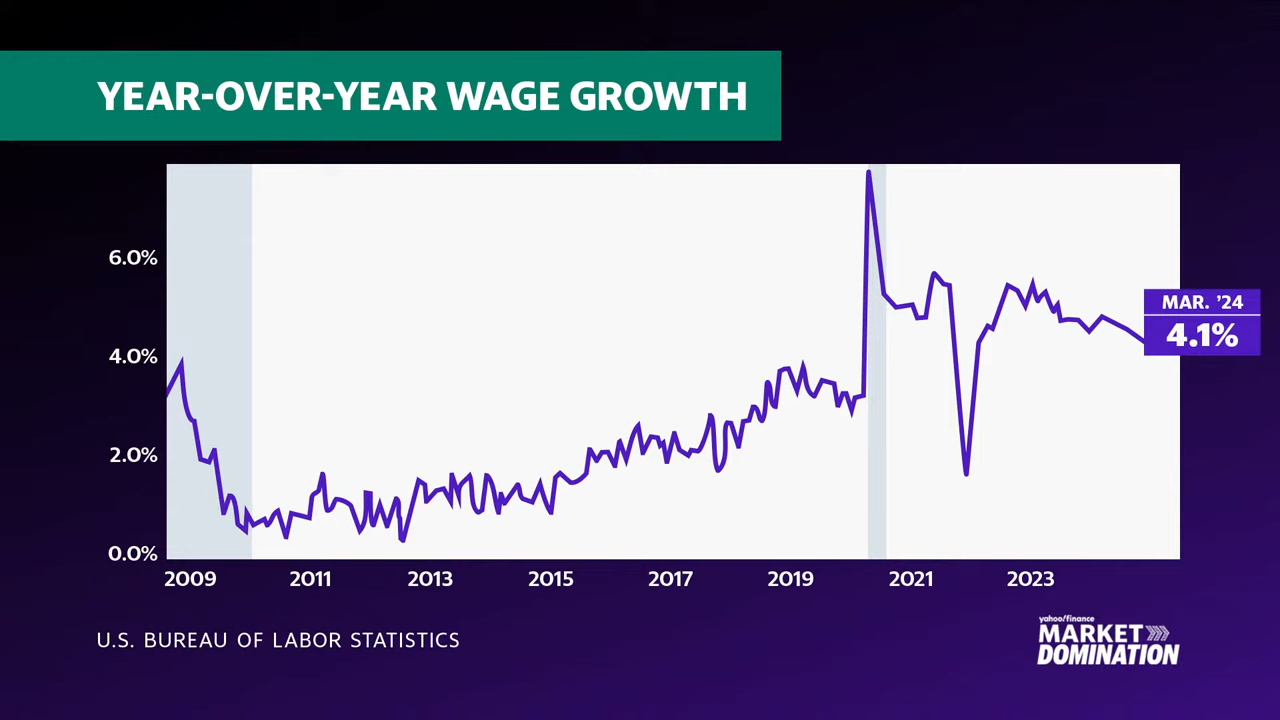 YEAR-OVER-YEAR WAGE GROWTH
6.0%
4.0%
2.0%
0.0%
MAR. ’24
4.1%
2009 2011 2013 2015 2017 2019 2021 2023
U.S. BUREAU OF LABOR STATISTICS
yahoo!finance
MARKET
DOMINATION